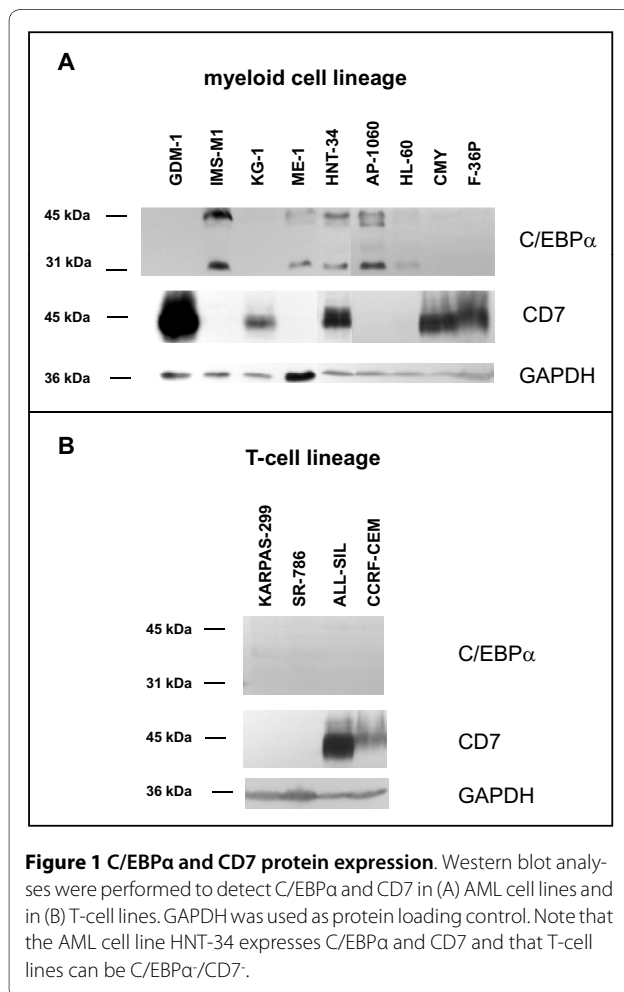 A
myeloid cell lineage
GDM-1
IMS-M1
KG-1
ME-1
HNT-34
AP-1060
HL-60
CMY
F-36P
45 kDa
C/EBPα
31 kDa
45 kDa
CD7
36 kDa
GAPDH
B
T-cell lineage
KARPAS-299
SR-786
ALL-SIL
CCRF-CEM
45 kDa
C/EBPα
31 kDa
45 kDa
CD7
36 kDa
GAPDH
Figure 1 C/EBPα and CD7 protein expression. Western blot analy-
ses were performed to detect C/EBPα and CD7 in (A) AML cell lines and
in (B) T-cell lines. GAPDH was used as protein loading control. Note that
the AML cell line HNT-34 expresses C/EBPα and CD7 and that T-cell
lines can be C/EBPα⁻/CD7⁻.